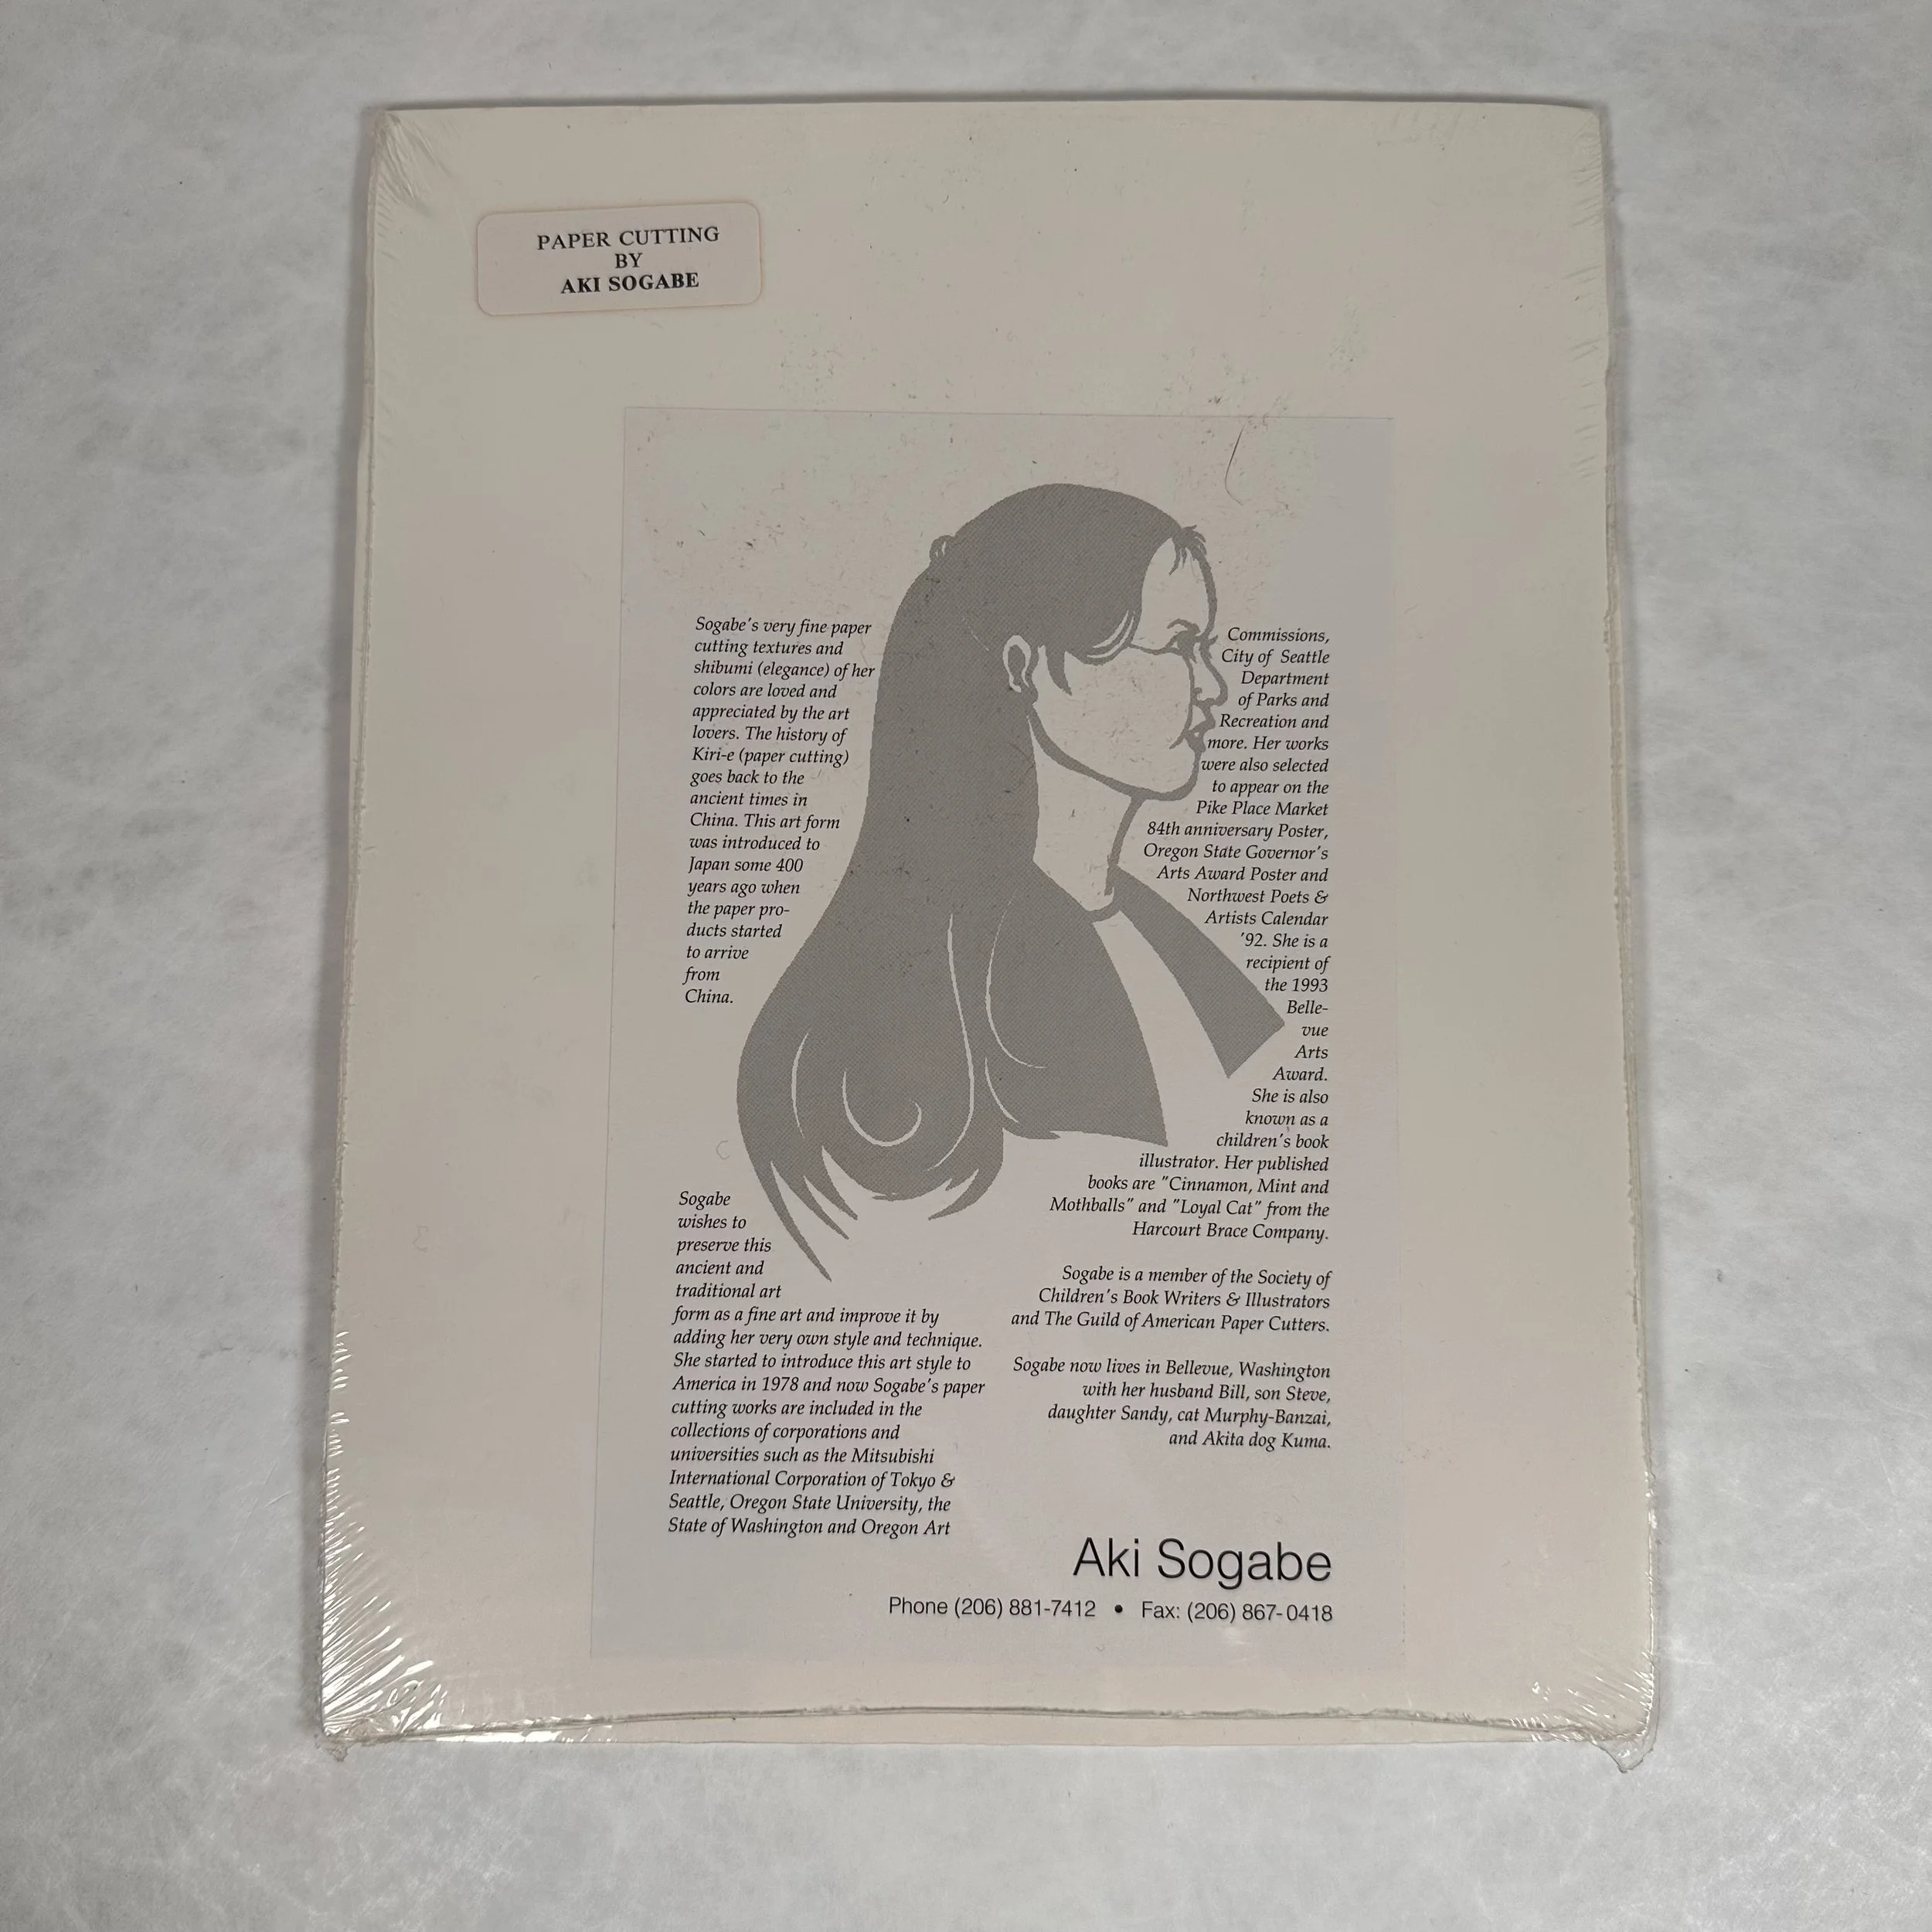 PAPER CUTTING
BY
AKI SOGABE
Sogabe's very fine paper
cutting textures and
shibumi (elegance) of her
colors are loved and
appreciated by the art
lovers. The history of
Kiri-e (paper cutting)
goes back to the
ancient times in
China. This art form
was introduced to
Japan some 400
years ago when
the paper pro-
ducts started
to arrive
from
China.
Sogabe
wishes to
preserve this
ancient and
traditional art
form as a fine art and improve it by
adding her very own style and technique.
She started to introduce this art style to
America in 1978 and now Sogabe's paper
cutting works are included in the
collections of corporations and
universities such as the Mitsubishi
International Corporation of Tokyo &
Seattle, Oregon State University, the
State of Washington and Oregon Art
Commissions,
City of Seattle
Department
of Parks and
Recreation and
more. Her works
were also selected
to appear on the
Pike Place Market
84th anniversary Poster,
Oregon State Governor's
Arts Award Poster and
Northwest Poets &
Artists Calendar
'92. She is a
recipient of
the 1993
Belle-
vue
Arts
Award.
She is also
known as a
children's book
illustrator. Her published
books are "Cinnamon, Mint and
Mothballs" and "Loyal Cat" from the
Harcourt Brace Company.
Sogabe is a member of the Society of
Children's Book Writers & Illustrators
and The Guild of American Paper Cutters.
Sogabe now lives in Bellevue, Washington
with her husband Bill, son Steve,
daughter Sandy, cat Murphy-Banzai,
and Akita dog Kuma.
Aki Sogabe
Phone (206) 881-7412 • Fax: (206) 867-0418